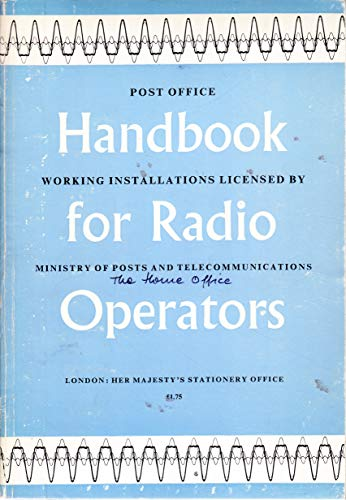 POST OFFICE
Handbook
WORKING INSTALLATIONS LICENSED BY
for Radio
MINISTRY OF POSTS AND TELECOMMUNICATIONS
The Home Office
Operators
LONDON: HER MAJESTY'S STATIONERY OFFICE
£1.75